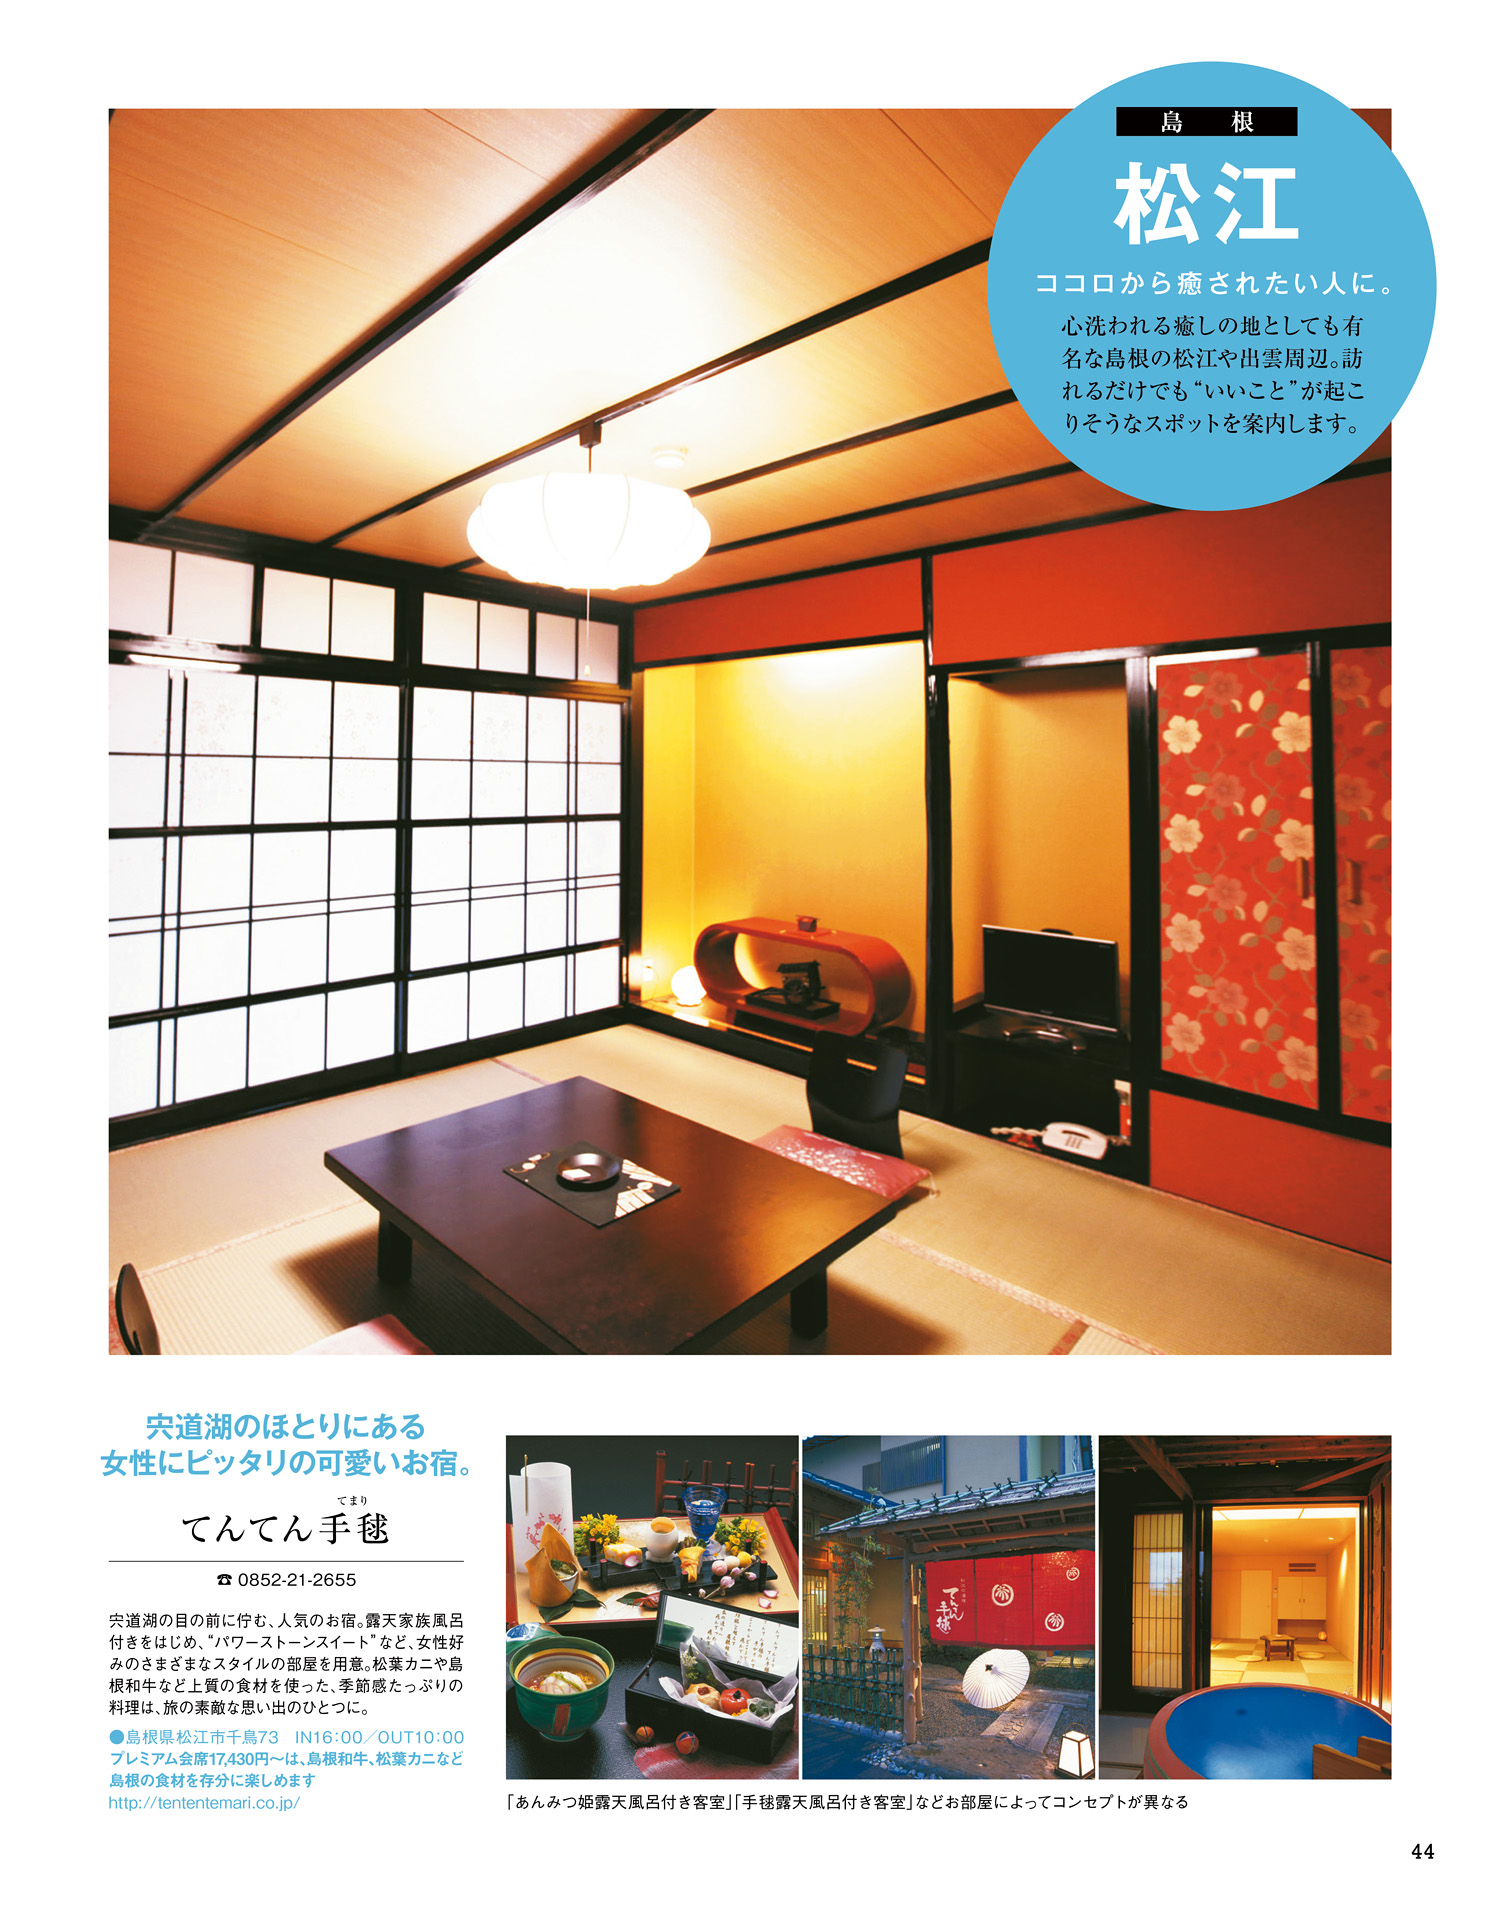 島 根
松江
ココロから癒されたい人に。
心洗われる癒しの地としても有
名な島根の松江や出雲周辺。訪
れるだけでも“いいこと”が起こ
りそうなスポットを案内します。
宍道湖のほとりにある
女性にピッタリの可愛いお宿。
てまり
てんてん手毬
☎ 0852-21-2655
宍道湖の目の前に佇む、人気のお宿。露天家族風呂
付きをはじめ、“パワーストーンスイート”など、女性好
みのさまざまなスタイルの部屋を用意。松葉カニや島
根和牛など上質の食材を使った、季節感たっぷりの
料理は、旅の素敵な思い出のひとつに。
●島根県松江市千鳥73 IN16:00／OUT10:00
プレミアム会席17,430円〜は、島根和牛、松葉カニなど
島根の食材を存分に楽しめます
http://tententemari.co.jp/
てんてん
手毬
「あんみつ姫露天風呂付き客室」「手毬露天風呂付き客室」などお部屋によってコンセプトが異なる
44